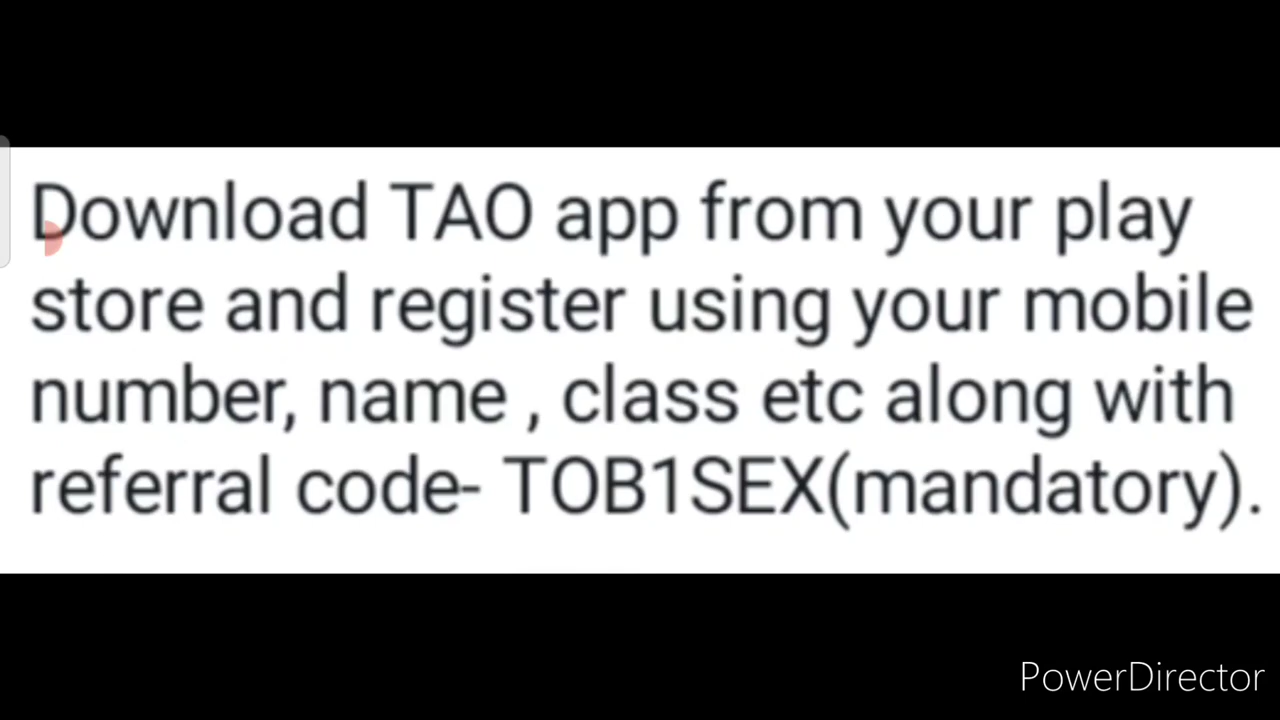 Download TAO app from your play
store and register using your mobile
number, name , class etc along with
referral code- TOB1SEX(mandatory).
PowerDirector